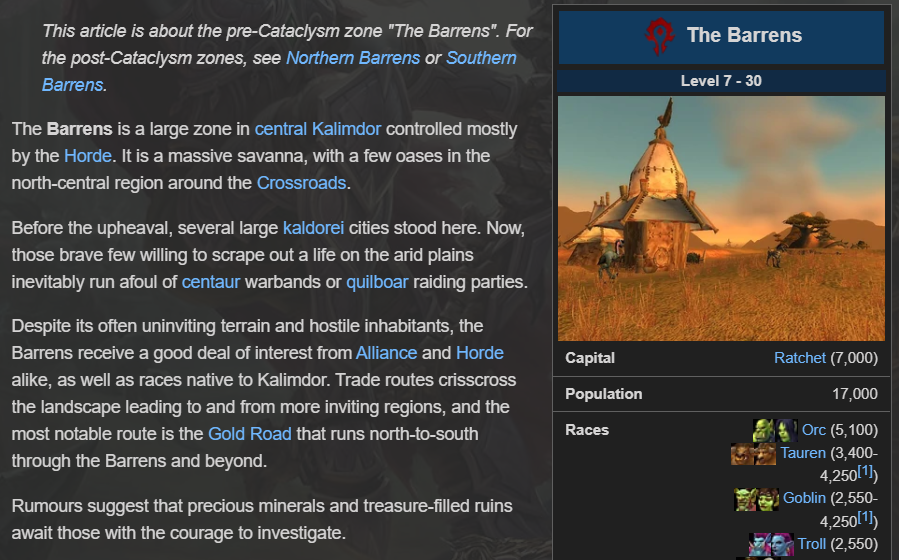 This article is about the pre-Cataclysm zone "The Barrens". For
the post-Cataclysm zones, see Northern Barrens or Southern
Barrens.
The Barrens is a large zone in central Kalimdor controlled mostly
by the Horde. It is a massive savanna, with a few oases in the
north-central region around the Crossroads.
Before the upheaval, several large kaldorei cities stood here. Now,
those brave few willing to scrape out a life on the arid plains
inevitably run afoul of centaur warbands or quilboar raiding parties.
Despite its often uninviting terrain and hostile inhabitants, the
Barrens receive a good deal of interest from Alliance and Horde
alike, as well as races native to Kalimdor. Trade routes crisscross
the landscape leading to and from more inviting regions, and the
most notable route is the Gold Road that runs north-to-south
through the Barrens and beyond.
Rumours suggest that precious minerals and treasure-filled ruins
await those with the courage to investigate.
The Barrens
Level 7 - 30
Capital Ratchet (7,000)
Population 17,000
Races Orc (5,100)
Tauren (3,400-
4,250[1])
Goblin (2,550-
4,250[1])
Troll (2,550)